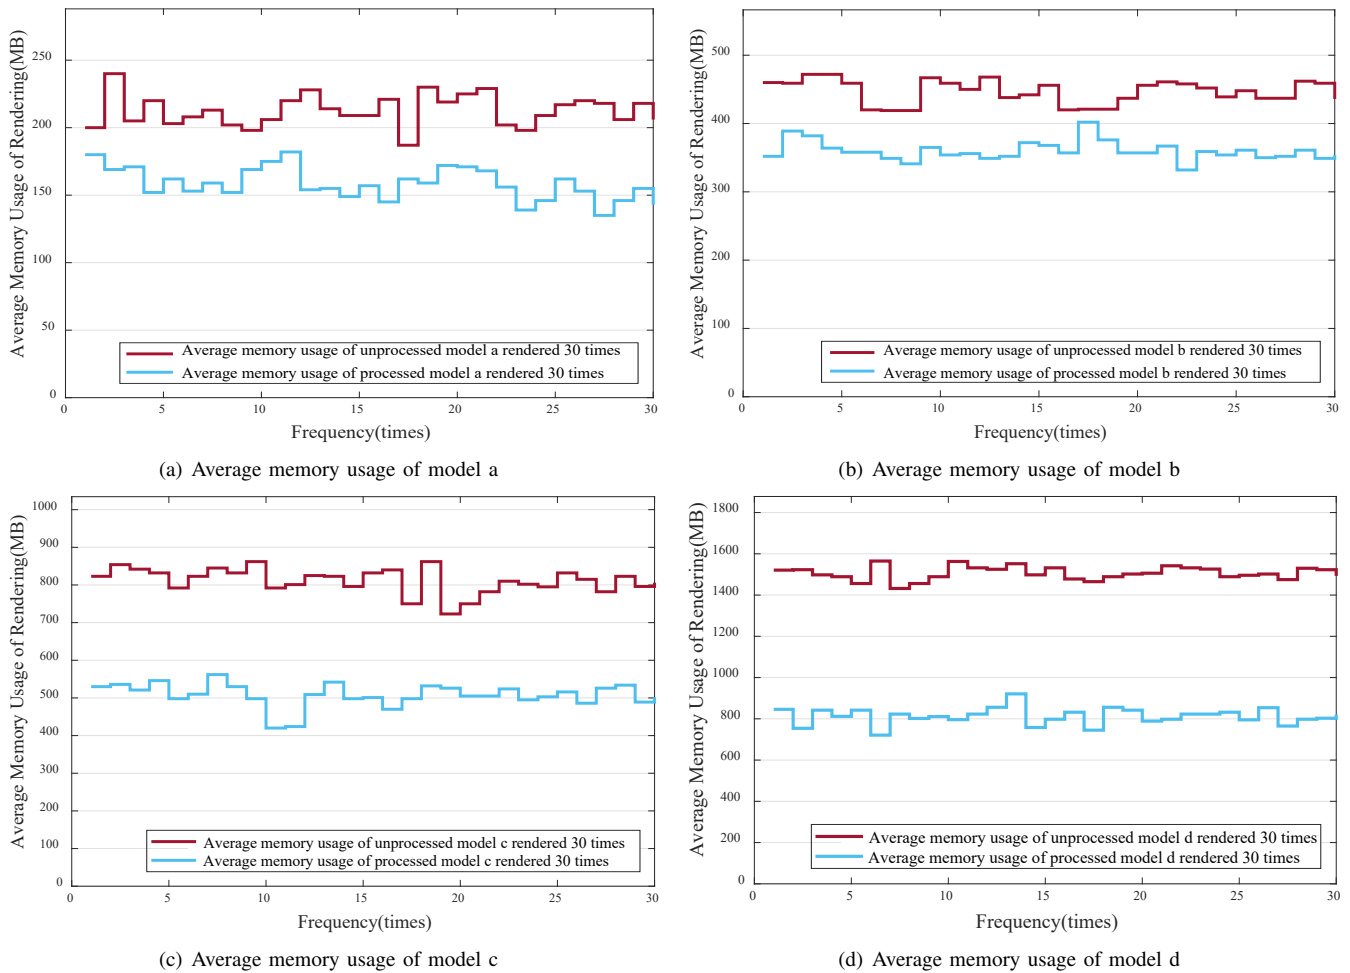 Average Memory Usage of Rendering(MB)
250
200
150
100
50
0
Average memory usage of unprocessed model a rendered 30 times
Average memory usage of processed model a rendered 30 times
0 5 10 15 20 25 30
Frequency(times)
(a) Average memory usage of model a
Average Memory Usage of Rendering(MB)
500
400
300
200
100
0
Average memory usage of unprocessed model b rendered 30 times
Average memory usage of processed model b rendered 30 times
0 5 10 15 20 25 30
Frequency(times)
(b) Average memory usage of model b
Average Memory Usage of Rendering(MB)
1000
900
800
700
600
500
400
300
200
100
0
Average memory usage of unprocessed model c rendered 30 times
Average memory usage of processed model c rendered 30 times
0 5 10 15 20 25 30
Frequency(times)
(c) Average memory usage of model c
Average Memory Usage of Rendering(MB)
1800
1600
1400
1200
1000
800
600
400
200
0
Average memory usage of unprocessed model d rendered 30 times
Average memory usage of processed model d rendered 30 times
0 5 10 15 20 25 30
Frequency(times)
(d) Average memory usage of model d